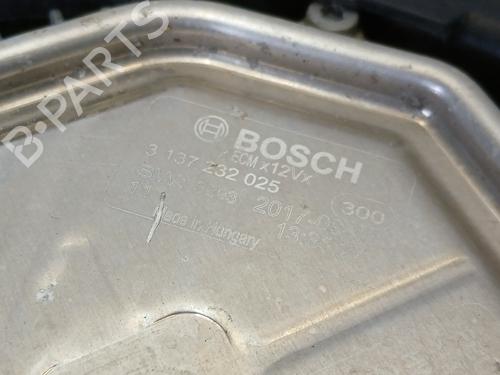 B-PARTS
BOSCH
ECM x12Vx 300
3 137 232 025
2017
Made in Hungary